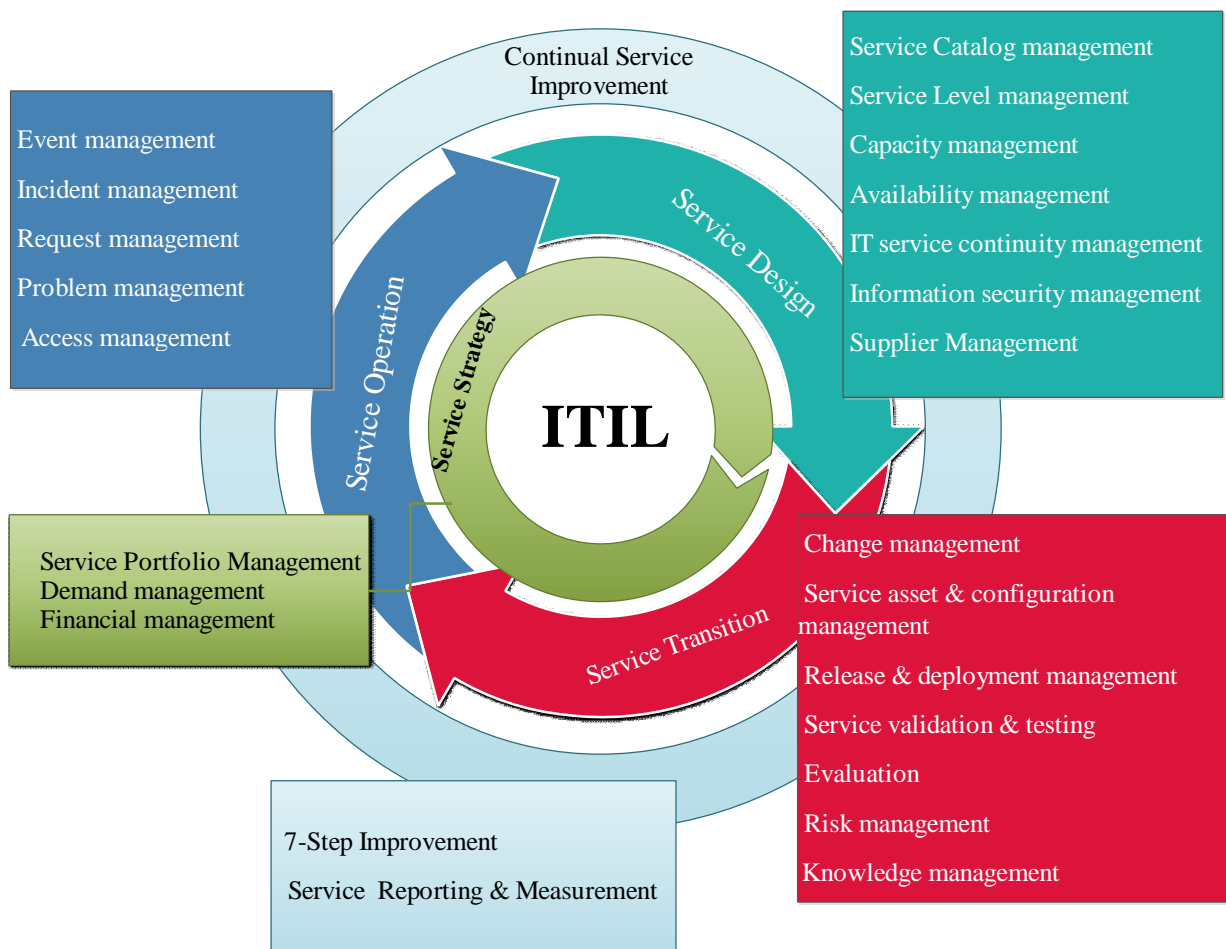 Continual Service
Improvement
Event management
Incident management
Request management
Problem management
Access management
Service Catalog management
Service Level management
Capacity management
Availability management
IT service continuity management
Information security management
Supplier Management
Service Design
Service Operation
Service Strategy
ITIL
Service Transition
Service Portfolio Management
Demand management
Financial management
Change management
Service asset & configuration
management
Release & deployment management
Service validation & testing
Evaluation
Risk management
Knowledge management
7-Step Improvement
Service Reporting & Measurement